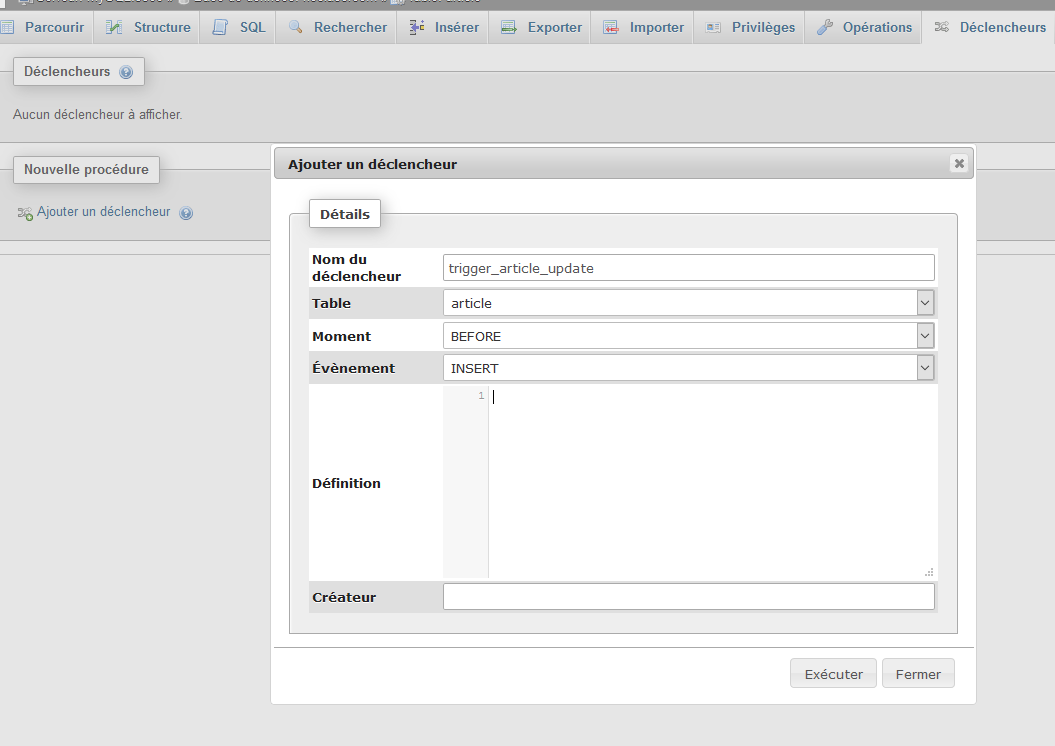 Parcourir Structure SQL Rechercher Insérer Exporter Importer Privilèges Opérations Déclencheurs
Déclencheurs
Aucun déclencheur à afficher.
Nouvelle procédure
Ajouter un déclencheur
Ajouter un déclencheur
Détails
Nom du
déclencheur
trigger_article_update
Table
article
Moment
BEFORE
Évènement
INSERT
Définition
1
Créateur
Exécuter Fermer